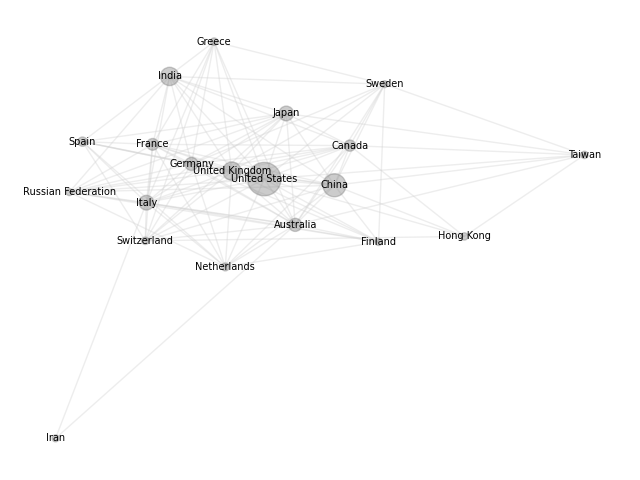 Greece
India
Sweden
Japan
Spain
France
Canada
Taiwan
Germany
United Kingdom
United States
China
Russian Federation
Italy
Australia
Switzerland
Finland
Hong Kong
Netherlands
Iran